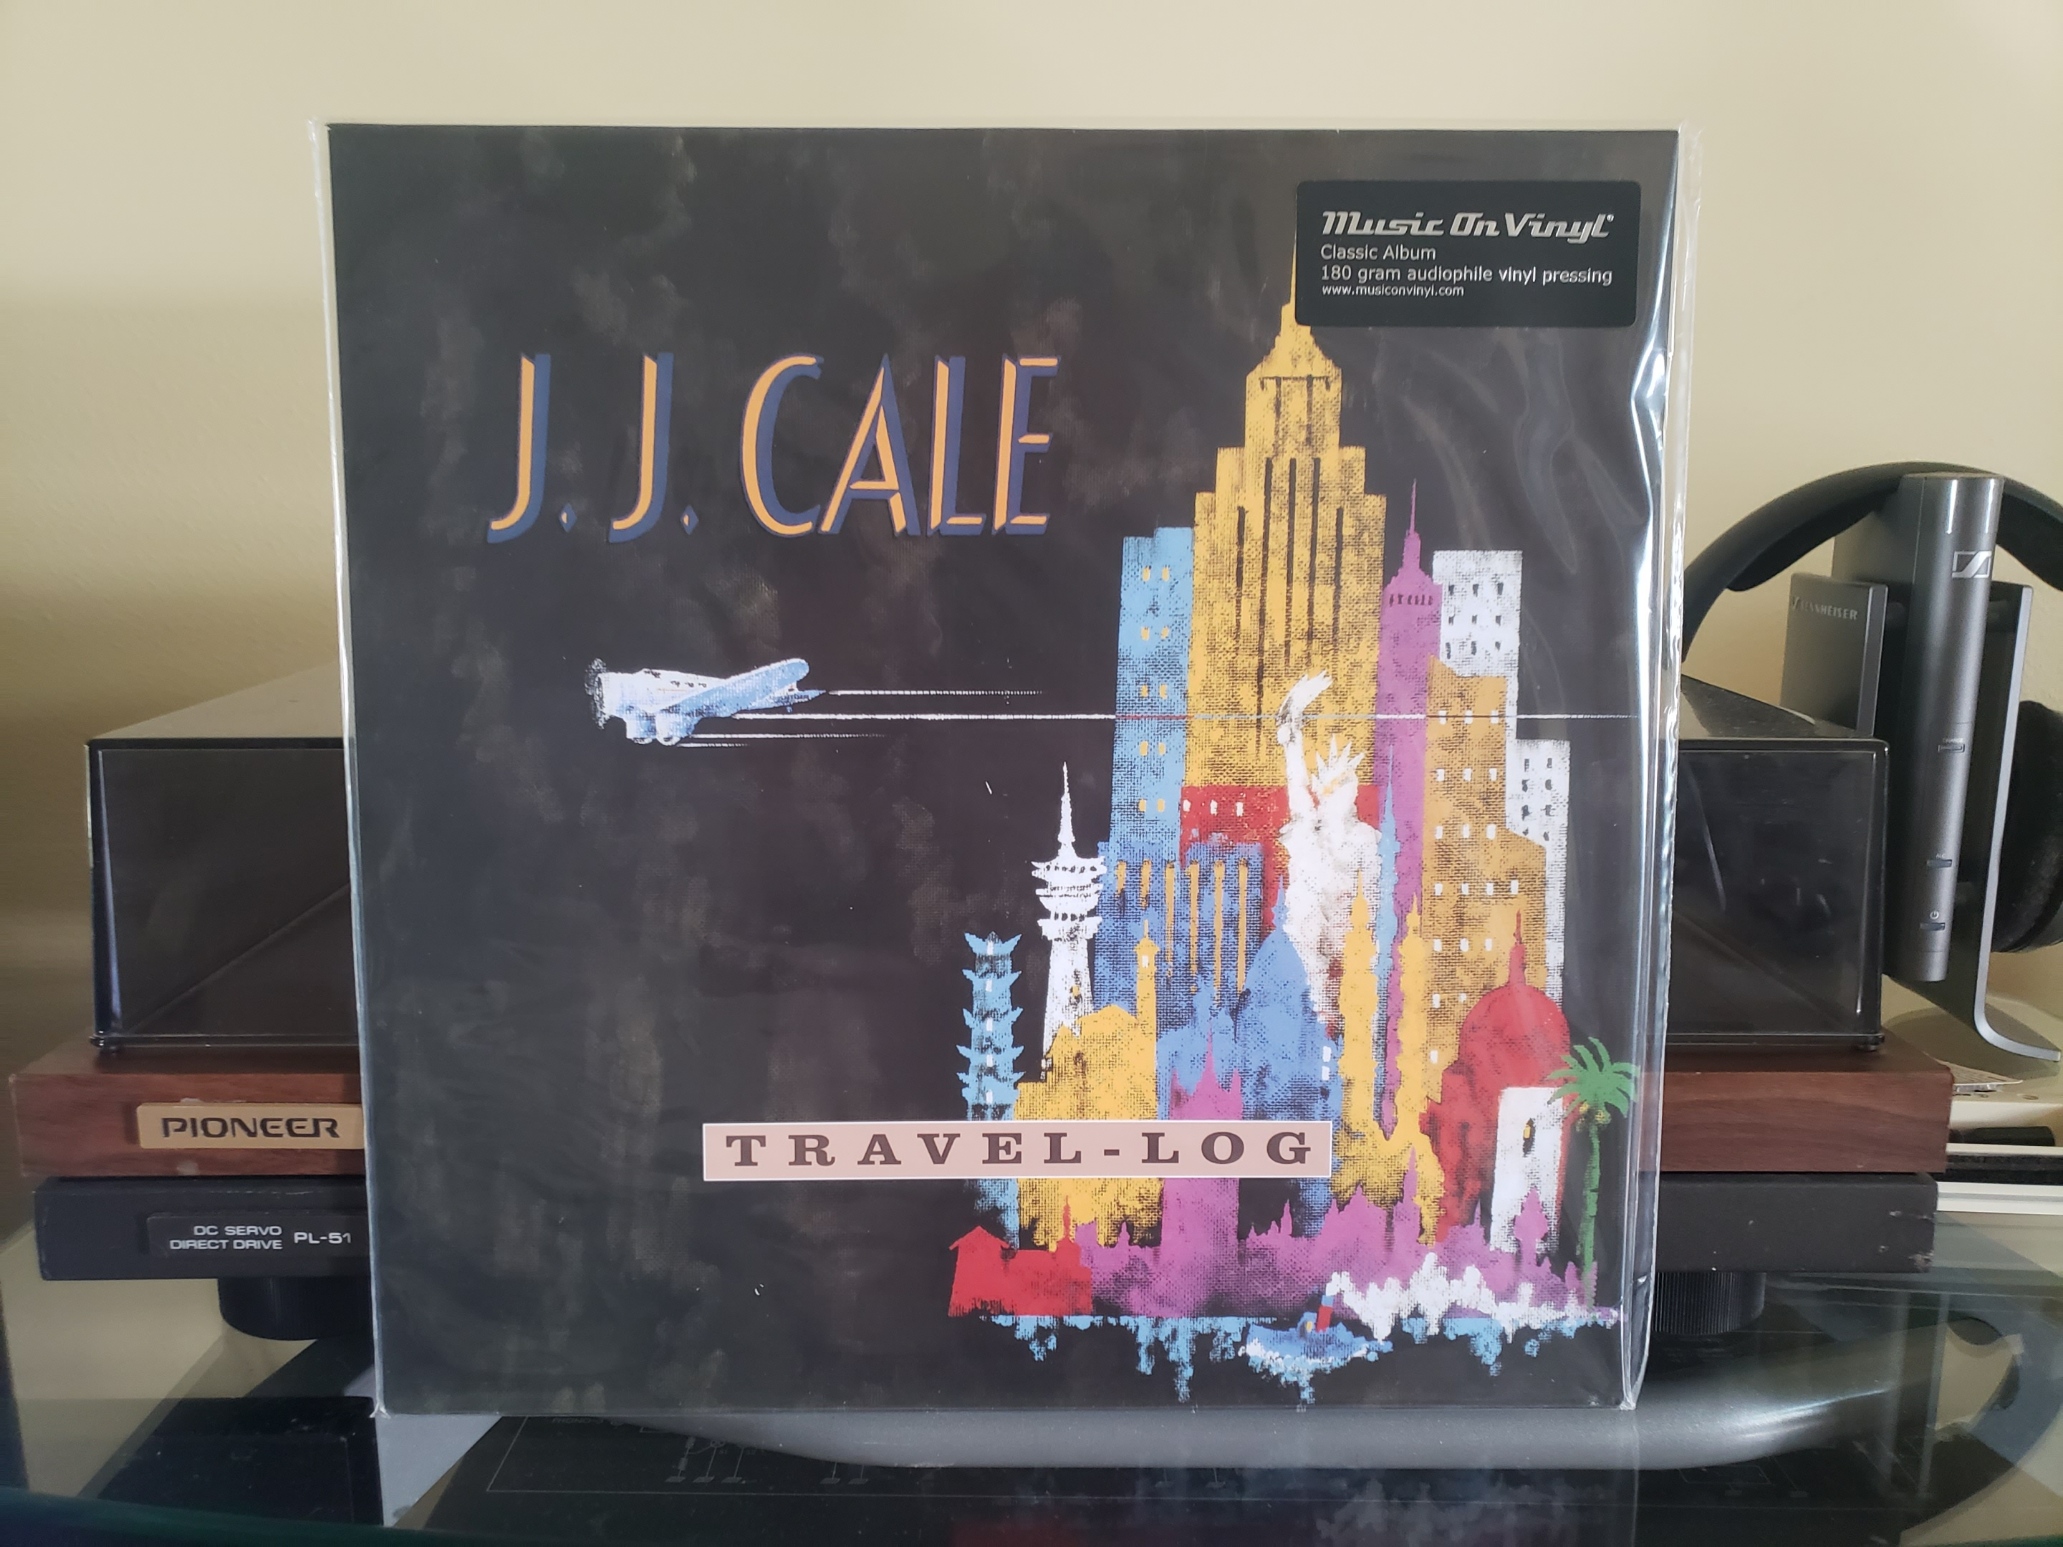 Music On Vinyl®
Classic Album
180 gram audiophile vinyl pressing
www.musiconvinyl.com
J. J. CALE
SENNHEISER
TRAVEL-LOG
PIONEER
DC SERVO
DIRECT DRIVE PL-51